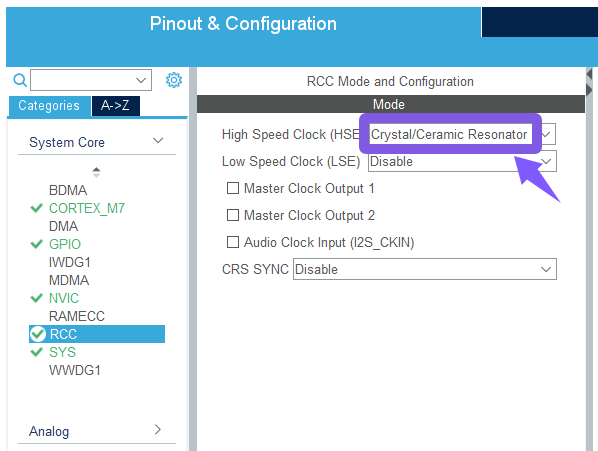 Pinout & Configuration
Categories
A->Z
System Core
BDMA
CORTEX_M7
DMA
GPIO
IWDG1
MDMA
NVIC
RAMECC
RCC
SYS
WWDG1
Analog
RCC Mode and Configuration
Mode
High Speed Clock (HSE Crystal/Ceramic Resonator
Low Speed Clock (LSE) Disable
Master Clock Output 1
Master Clock Output 2
Audio Clock Input (I2S_CKIN)
CRS SYNC Disable